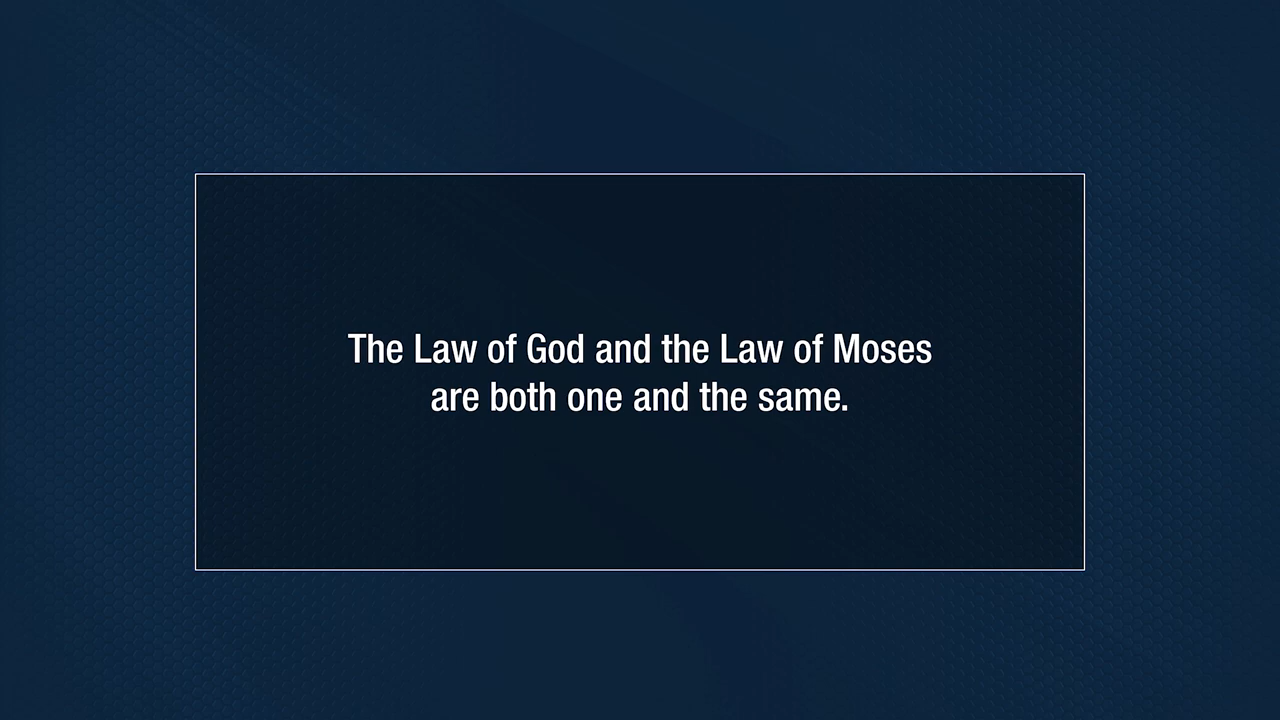 The Law of God and the Law of Moses
are both one and the same.